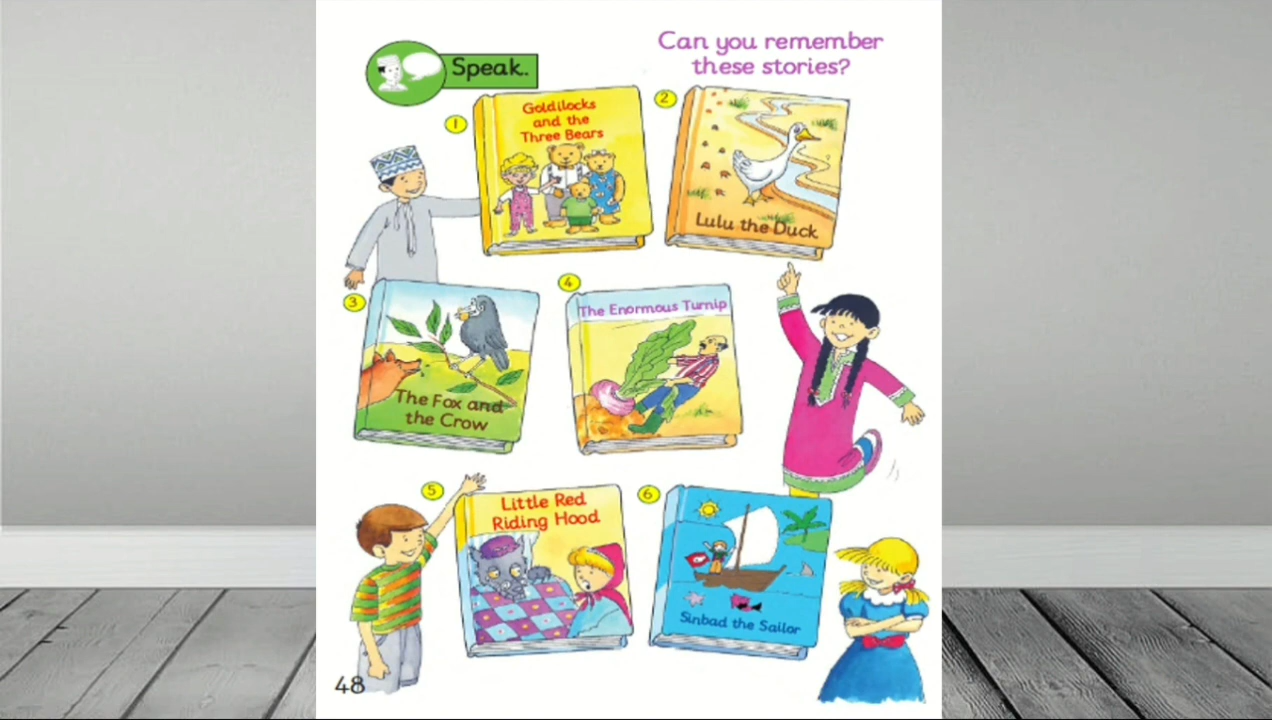 Speak.
Can you remember
these stories?
1
Goldilocks
and the
Three Bears
2
Lulu the Duck
3
The Fox and
the Crow
4
The Enormous Turnip
5
Little Red
Riding Hood
6
Sinbad the Sailor
48